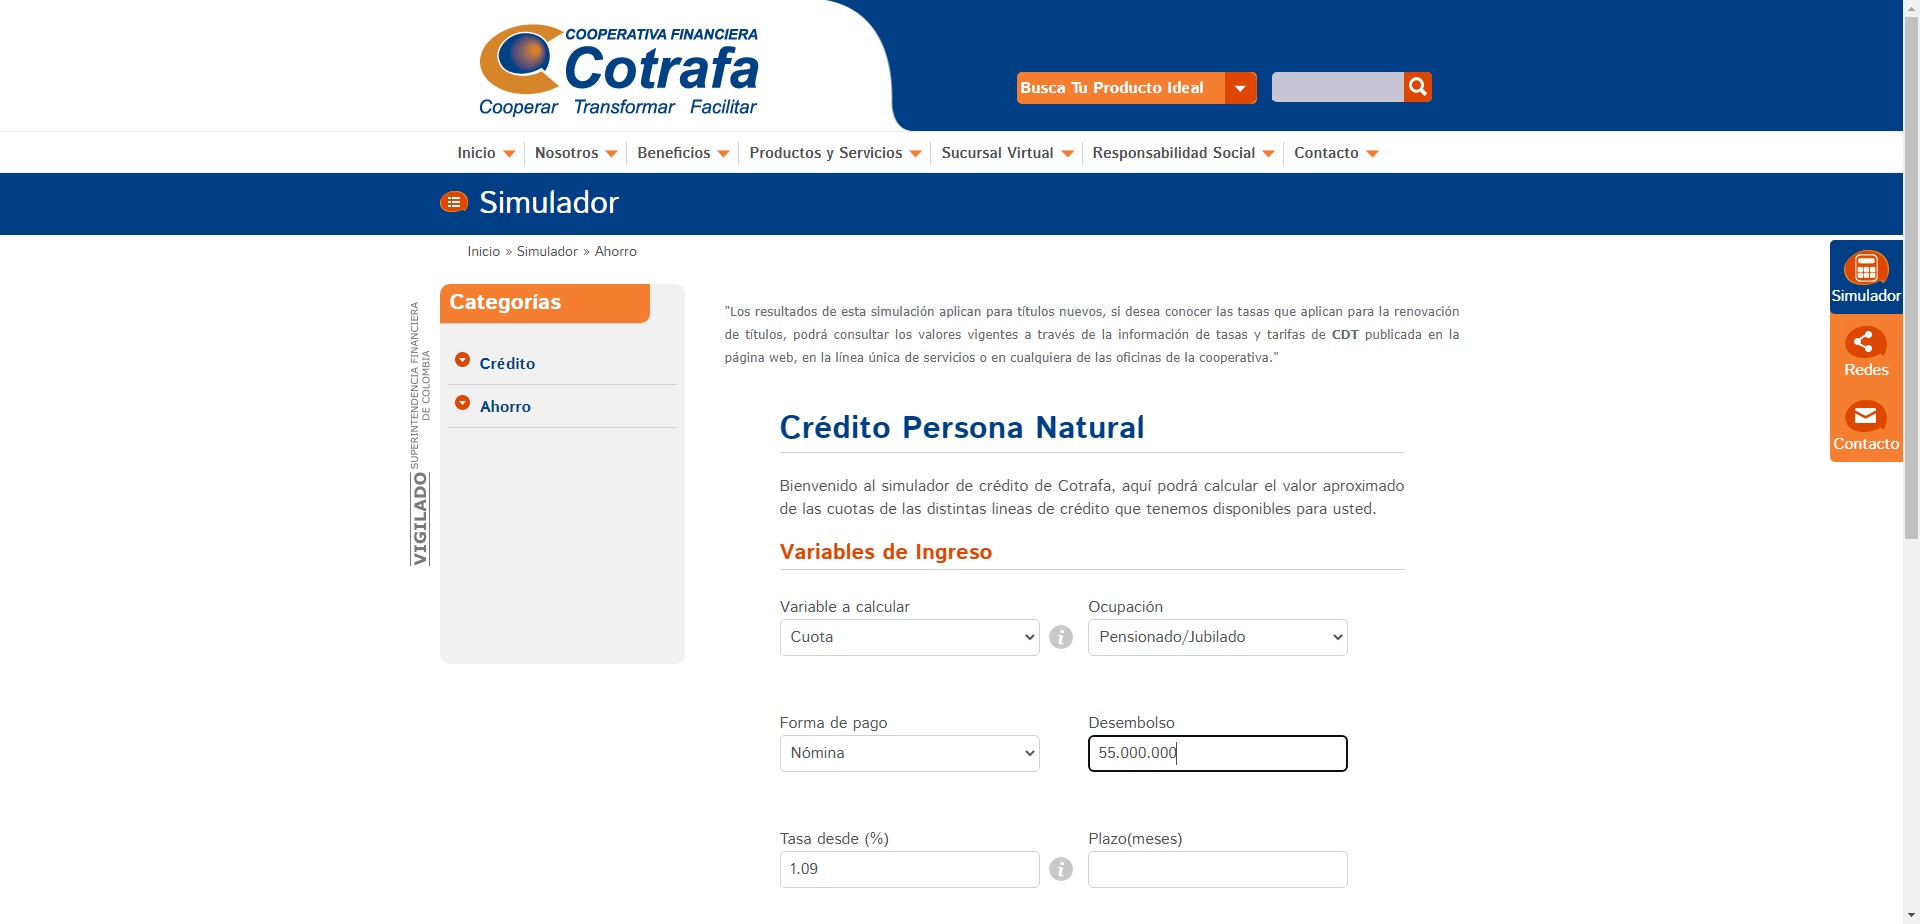 COOPERATIVA FINANCIERA
Cotrafa
Cooperar Transformar Facilitar
Busca Tu Producto Ideal
Inicio
Nosotros
Beneficios
Productos y Servicios
Sucursal Virtual
Responsabilidad Social
Contacto
Simulador
Inicio » Simulador » Ahorro
VIGILADO SUPERINTENDENCIA FINANCIERA
DE COLOMBIA
Categorías
Crédito
Ahorro
"Los resultados de esta simulación aplican para títulos nuevos, si desea conocer las tasas que aplican para la renovación
de títulos, podrá consultar los valores vigentes a través de la información de tasas y tarifas de CDT publicada en la
página web, en la línea única de servicios o en cualquiera de las oficinas de la cooperativa."
Crédito Persona Natural
Bienvenido al simulador de crédito de Cotrafa, aquí podrá calcular el valor aproximado
de las cuotas de las distintas lineas de crédito que tenemos disponibles para usted.
Variables de Ingreso
Variable a calcular
Cuota
Ocupación
Pensionado/Jubilado
Forma de pago
Nómina
Desembolso
55.000.000
Tasa desde (%)
1.09
Plazo(meses)
Simulador
Redes
Contacto